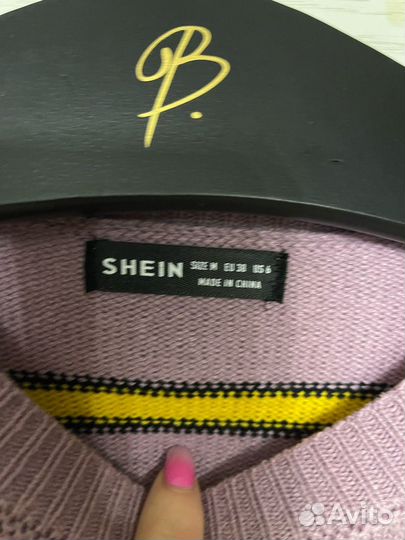 B.
SHEIN SIZE M EU 38 US 6
MADE IN CHINA
Avito